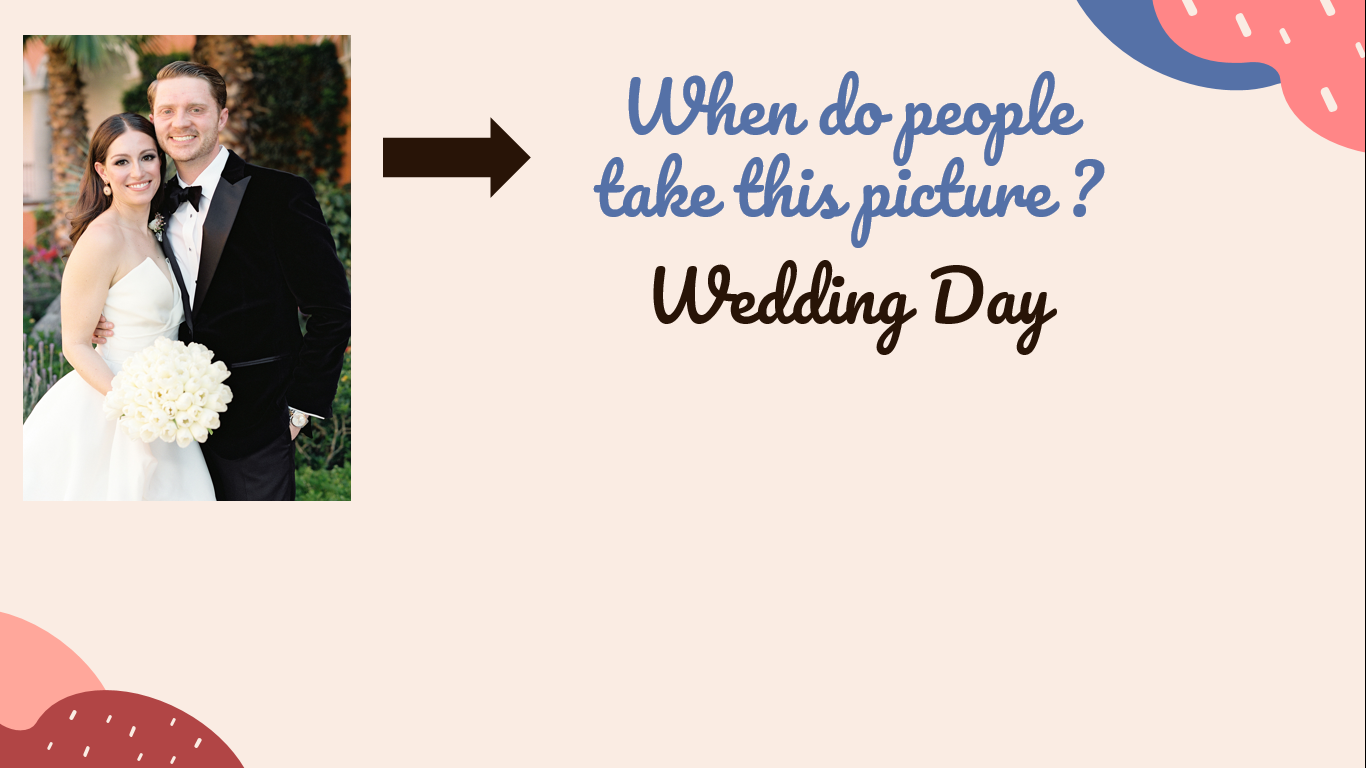 When do people
take this picture ?
Wedding Day